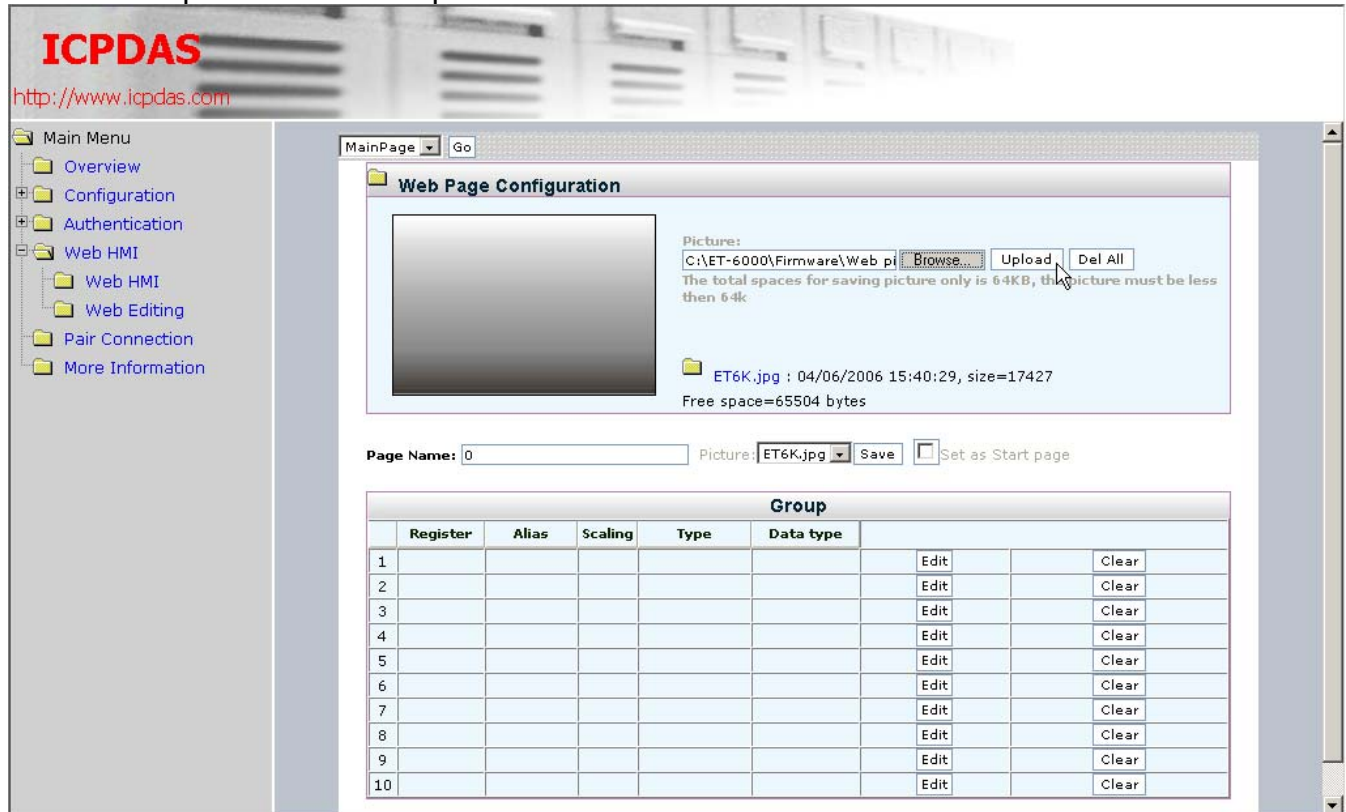 ICPDAS
http://www.icpdas.com
Main Menu
Overview
Configuration
Authentication
Web HMI
Web HMI
Web Editing
Pair Connection
More Information
MainPage Go
Web Page Configuration
Picture:
C:\ET-6000\Firmware\Web pi Browse... Upload Del All
The total spaces for saving picture only is 64KB, the picture must be less
then 64k
ET6K.jpg : 04/06/2006 15:40:29, size=17427
Free space=65504 bytes
Page Name: 0 Picture: ET6K.jpg Save Set as Start page
Group
Register Alias Scaling Type Data type
1 Edit Clear
2 Edit Clear
3 Edit Clear
4 Edit Clear
5 Edit Clear
6 Edit Clear
7 Edit Clear
8 Edit Clear
9 Edit Clear
10 Edit Clear